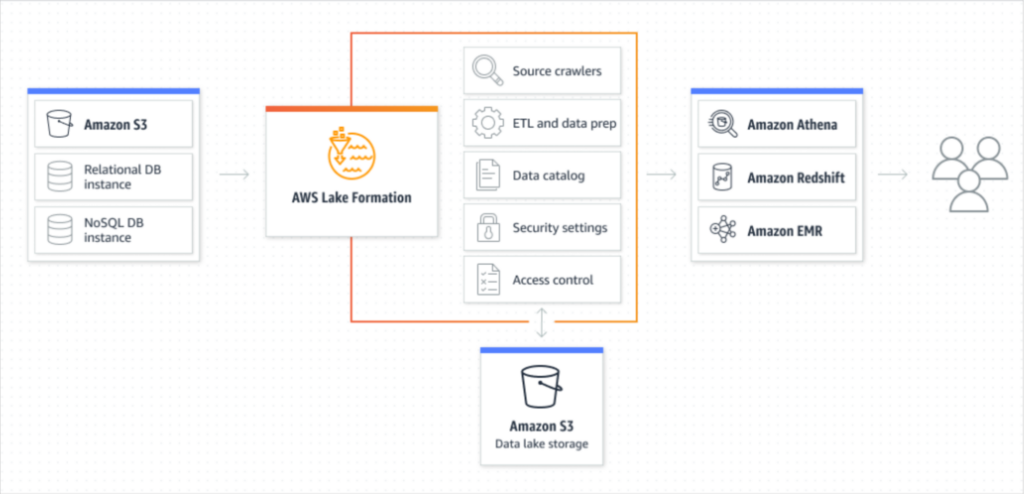 Amazon S3
Relational DB
instance
NoSQL DB
instance
AWS Lake Formation
Source crawlers
ETL and data prep
Data catalog
Security settings
Access control
Amazon S3
Data lake storage
Amazon Athena
Amazon Redshift
Amazon EMR